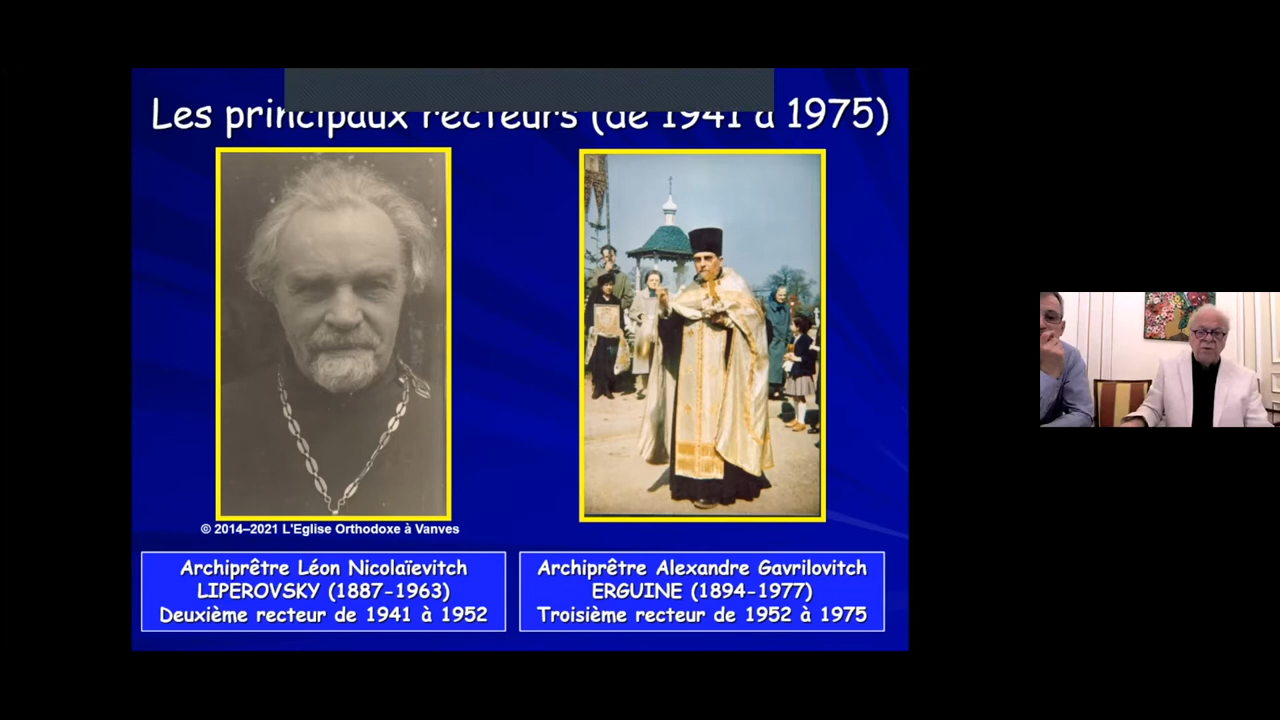 Les principaux recteurs (de 1941 à 1975)
© 2014–2021 L'Eglise Orthodoxe à Vanves
Archiprêtre Léon Nicolaïevitch
LIPEROVSKY (1887-1963)
Deuxième recteur de 1941 à 1952
Archiprêtre Alexandre Gavrilovitch
ERGUINE (1894-1977)
Troisième recteur de 1952 à 1975